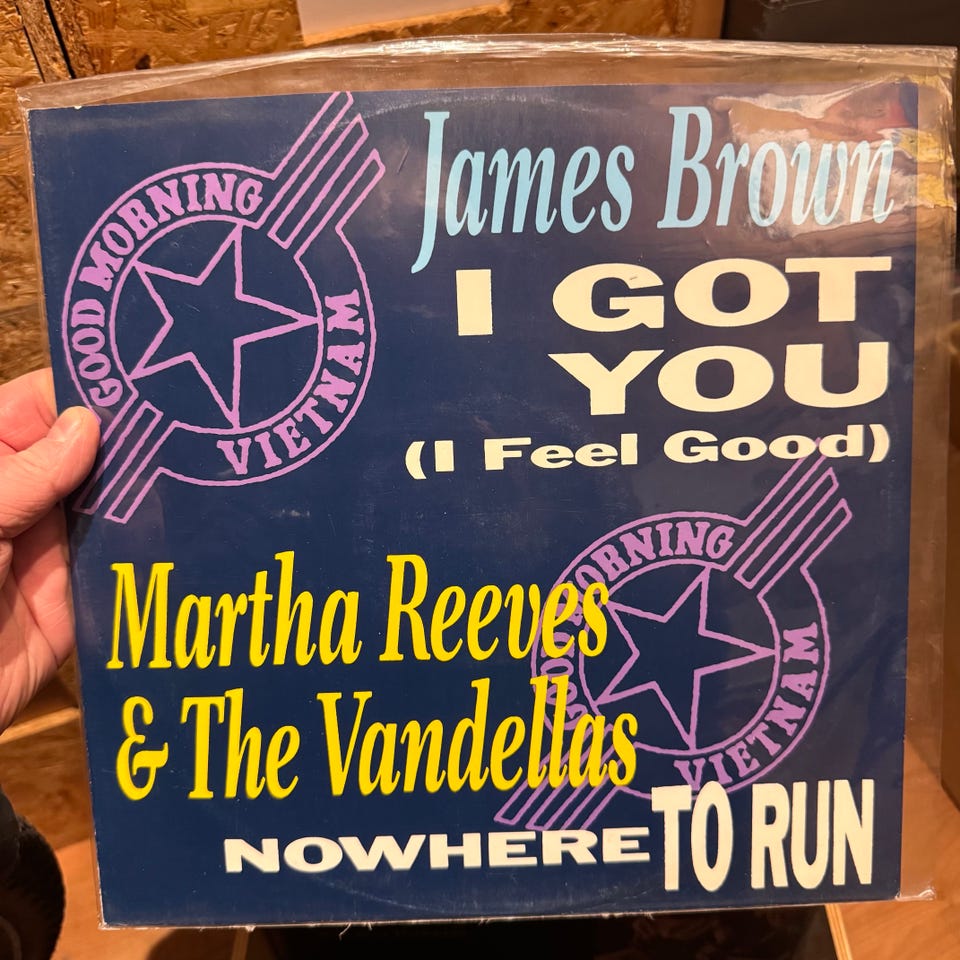 GOOD MORNING
VIETNAM
James Brown
I GOT
YOU
(I Feel Good)
GOOD MORNING
VIETNAM
Martha Reeves
& The Vandellas
NOWHERE TO RUN